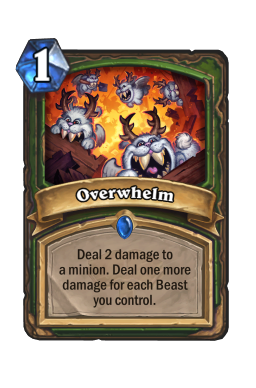 1
Overwhelm
Deal 2 damage to
a minion. Deal one more
damage for each Beast
you control.